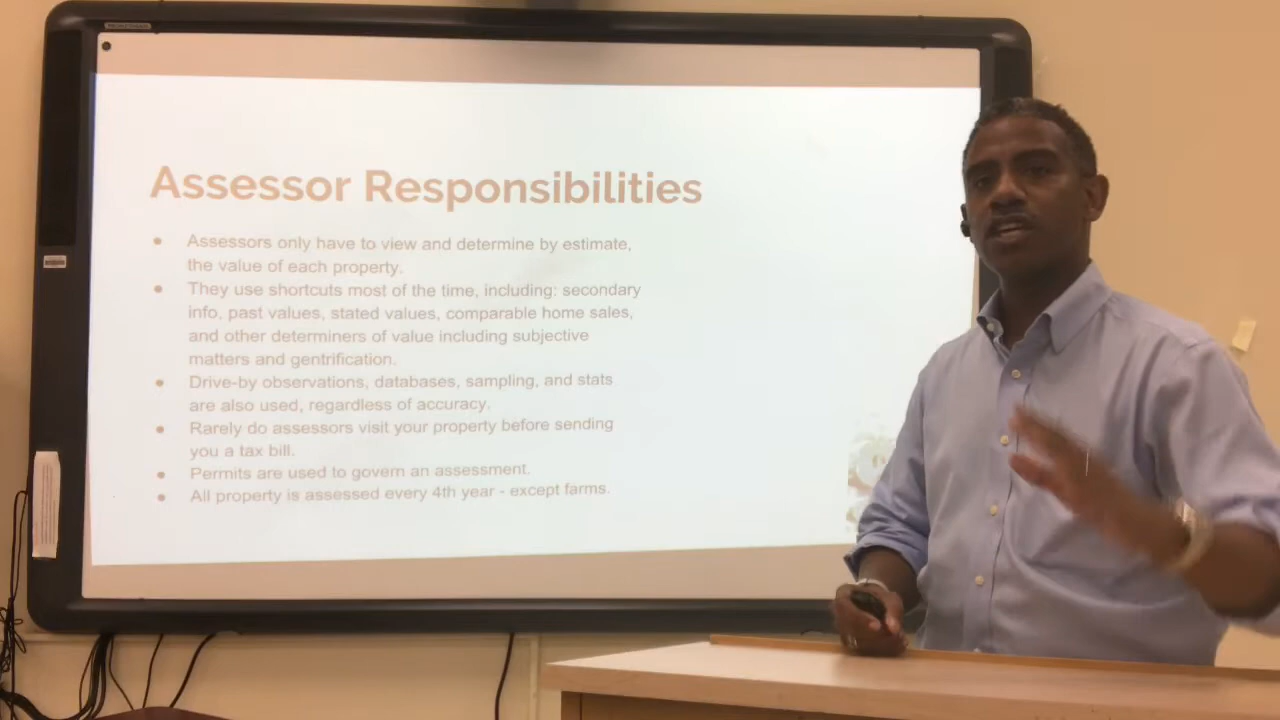 Assessor Responsibilities
● Assessors only have to view and determine by estimate,
the value of each property.
● They use shortcuts most of the time, including: secondary
info, past values, stated values, comparable home sales,
and other determiners of value including subjective
matters and gentrification.
● Drive-by observations, databases, sampling, and stats
are also used, regardless of accuracy.
● Rarely do assessors visit your property before sending
you a tax bill.
● Permits are used to govern an assessment.
● All property is assessed every 4th year - except farms.